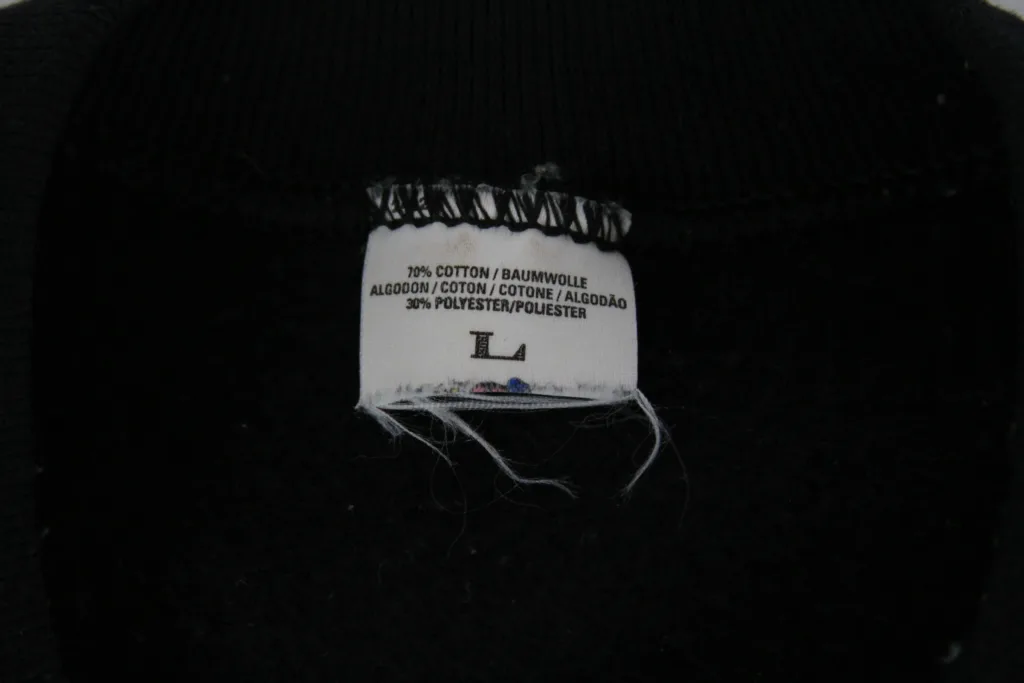 70% COTTON / BAUMWOLLE
ALGODON / COTON / COTONE / ALGODÃO
30% POLYESTER/POLIESTER
L